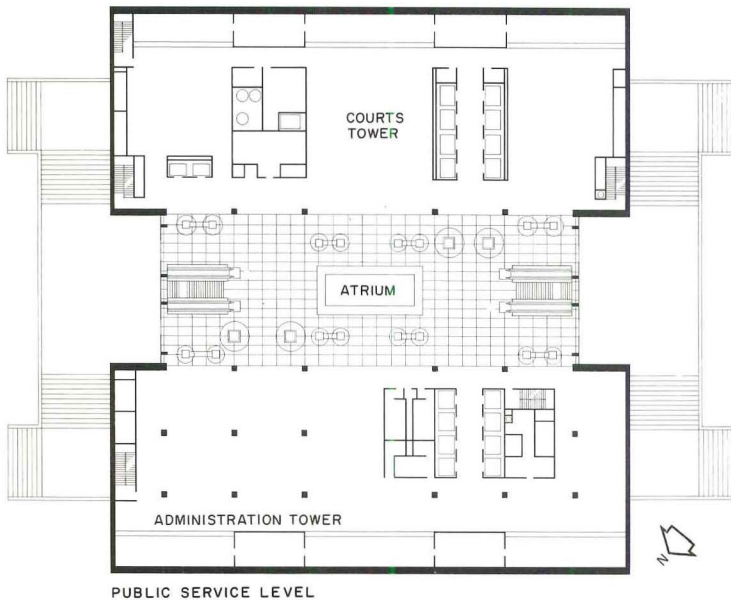 COURTS
TOWER
ATRIUM
ADMINISTRATION TOWER
N
PUBLIC SERVICE LEVEL